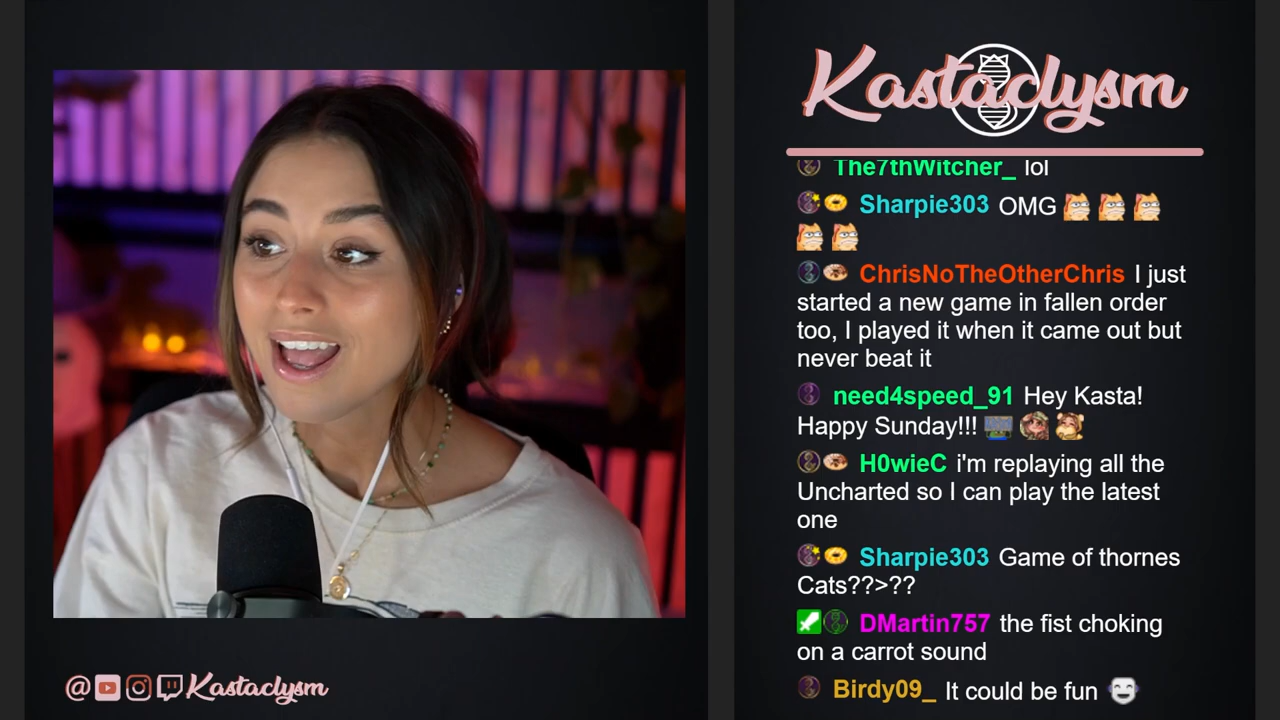 Kastaclysm
The7thWitcher_ lol
Sharpie303 OMG
ChrisNoTheOtherChris I just
started a new game in fallen order
too, I played it when it came out but
never beat it
need4speed_91 Hey Kasta!
Happy Sunday!!!
H0wieC i'm replaying all the
Uncharted so I can play the latest
one
Sharpie303 Game of thornes
Cats??>??
DMartin757 the fist choking
on a carrot sound
Birdy09_ It could be fun
@ Kastaclysm